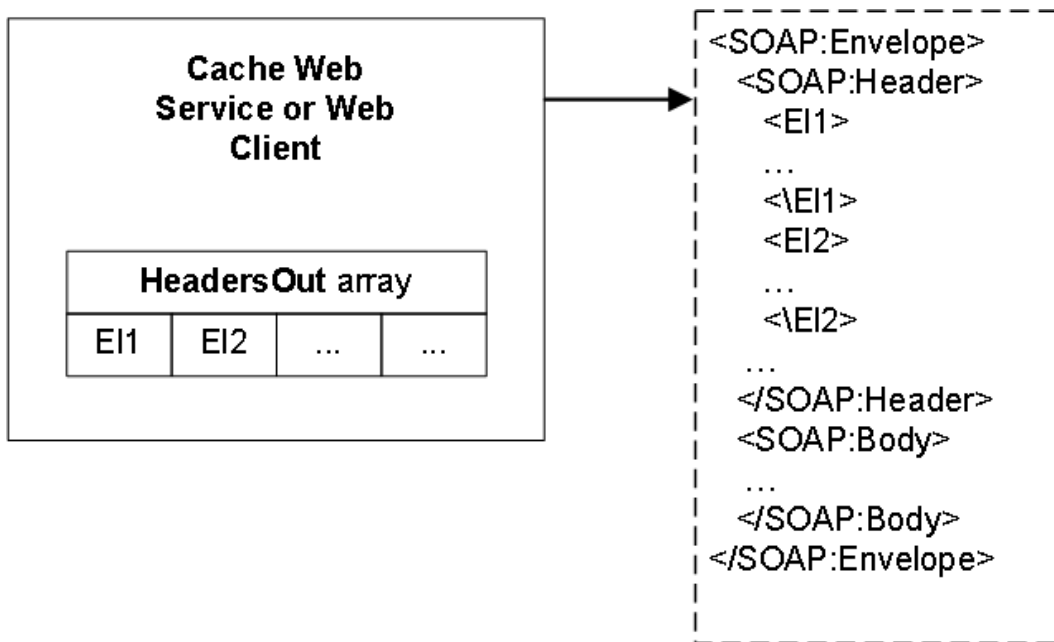 Cache Web
Service or Web
Client
HeadersOut array
El1 El2 ... ...
<SOAP:Envelope>
<SOAP:Header>
<El1>
...
<\El1>
<El2>
...
<\El2>
...
</SOAP:Header>
<SOAP:Body>
...
</SOAP:Body>
</SOAP:Envelope>